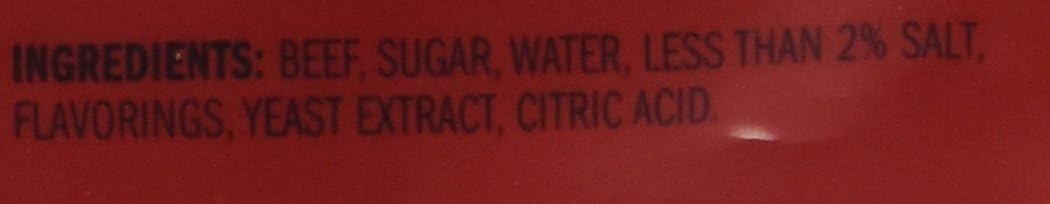 INGREDIENTS: BEEF, SUGAR, WATER, LESS THAN 2% SALT,
FLAVORINGS, YEAST EXTRACT, CITRIC ACID.